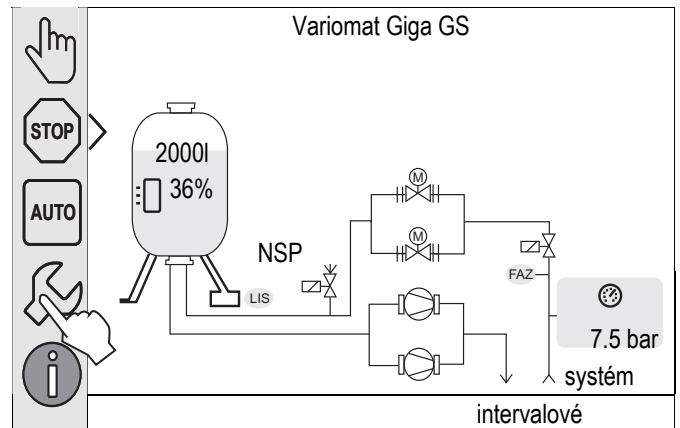 Variomat Giga GS
STOP
2000l
36%
AUTO
M
M
NSP
LIS
FAZ
7.5 bar
systém
intervalové